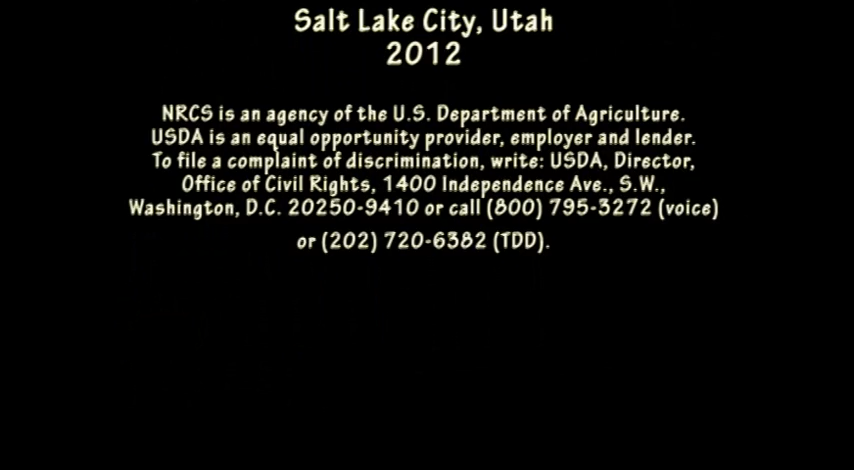 Salt Lake City, Utah
2012
NRCS is an agency of the U.S. Department of Agriculture.
USDA is an equal opportunity provider, employer and lender.
To file a complaint of discrimination, write: USDA, Director,
Office of Civil Rights, 1400 Independence Ave., S.W.,
Washington, D.C. 20250-9410 or call (800) 795-3272 (voice)
or (202) 720-6382 (TDD).